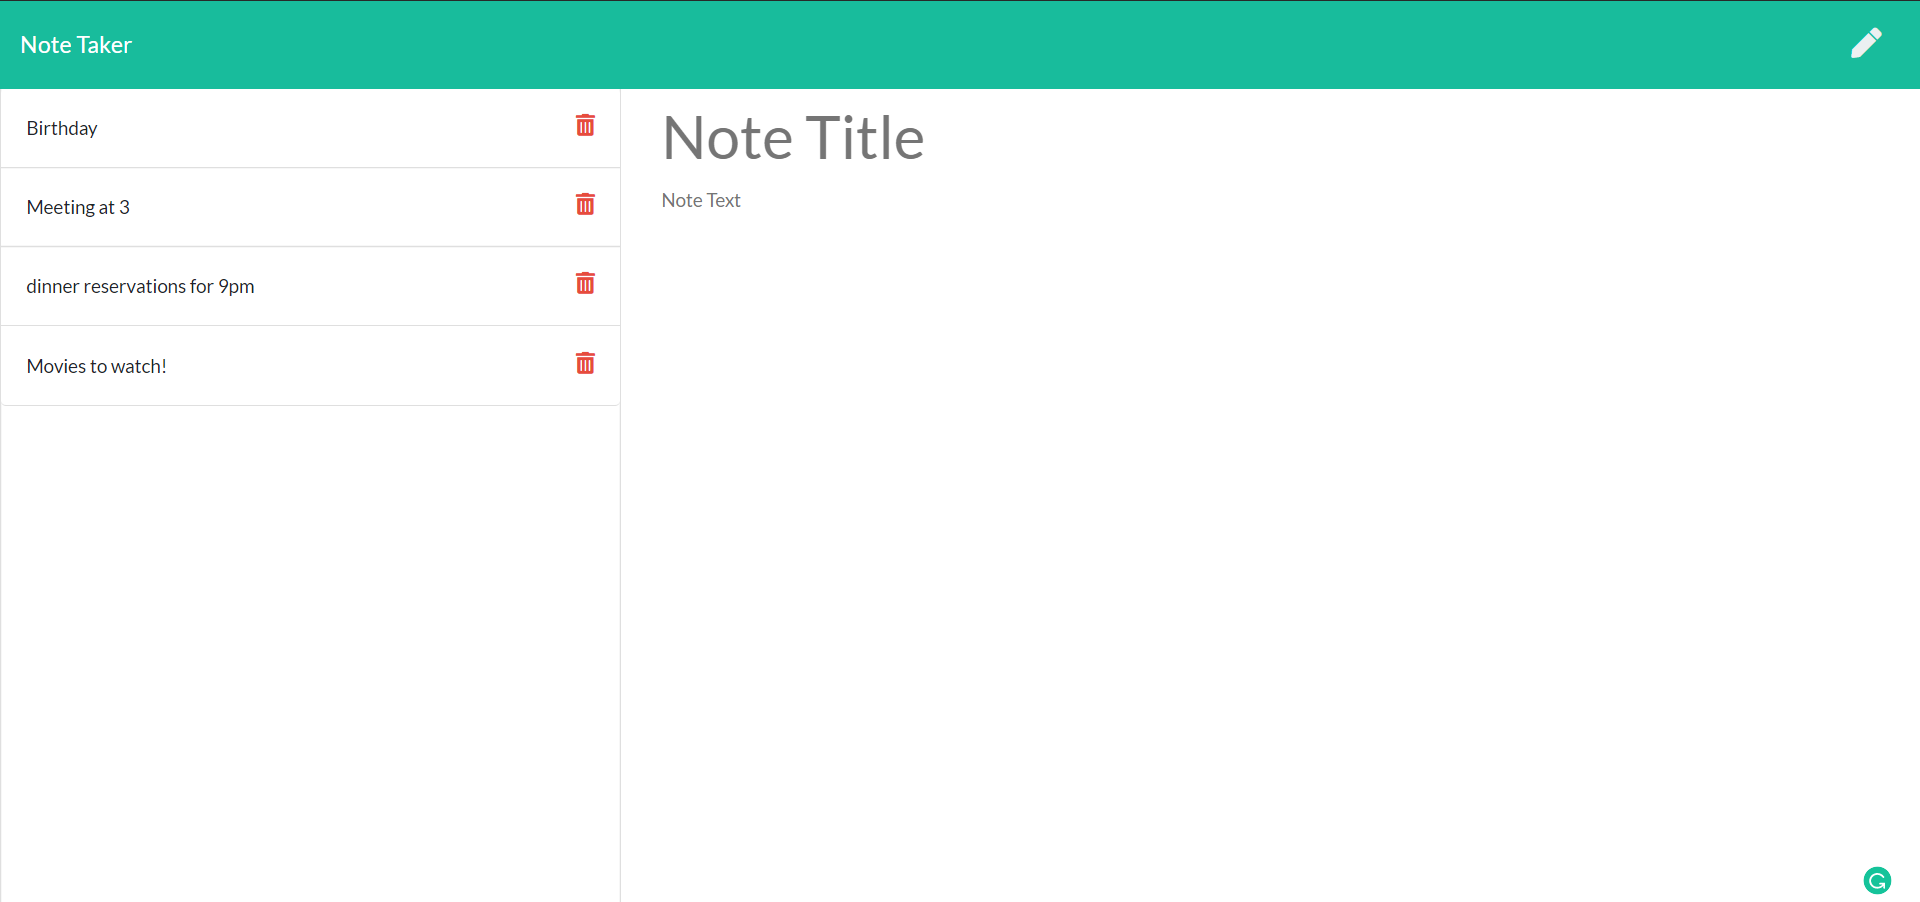 Note Taker
Birthday
Meeting at 3
dinner reservations for 9pm
Movies to watch!
Note Title
Note Text